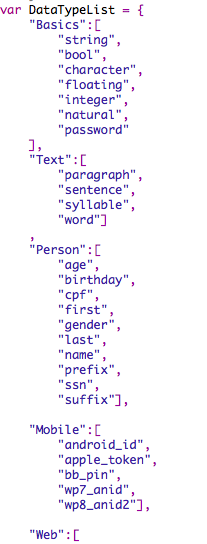 var DataTypeList = {
"Basics":[
"string",
"bool",
"character",
"floating",
"integer",
"natural",
"password"
],
"Text":[
"paragraph",
"sentence",
"syllable",
"word"]
,
"Person":[
"age",
"birthday",
"cpf",
"first",
"gender",
"last",
"name",
"prefix",
"ssn",
"suffix"],
"Mobile":[
"android_id",
"apple_token",
"bb_pin",
"wp7_anid",
"wp8_anid2"],
"Web":[